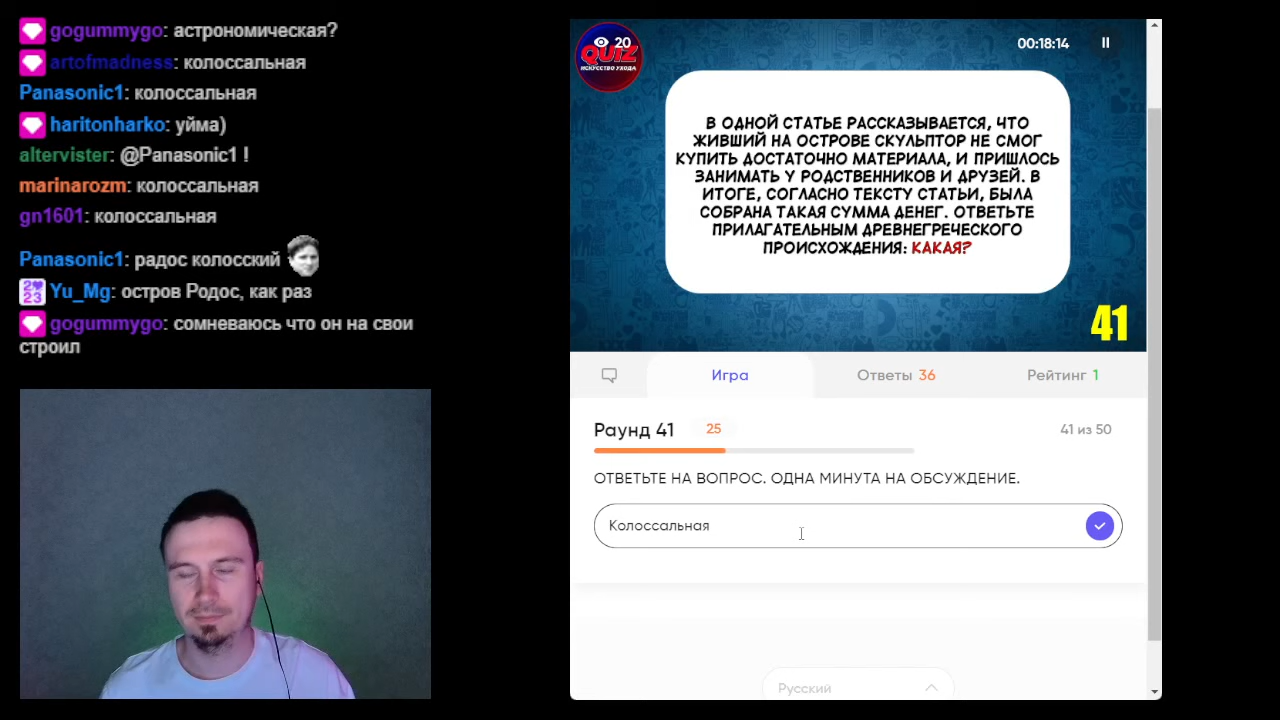 gogummygo: астрономическая?
artofmadness: колоссальная
Panasonic1: колоссальная
haritonharko: уйма)
altervister: @Panasonic1 !
marinarozm: колоссальная
gn1601: колоссальная
Panasonic1: радос колосский
2 23 Yu_Mg: остров Родос, как раз
gogummygo: сомневаюсь что он на свои
строил
20
QUIZ
ИСКУССТВО УХОДА
00:18:14
В ОДНОЙ СТАТЬЕ РАССКАЗЫВАЕТСЯ, ЧТО
ЖИВШИЙ НА ОСТРОВЕ СКУЛЬПТОР НЕ СМОГ
КУПИТЬ ДОСТАТОЧНО МАТЕРИАЛА, И ПРИШЛОСЬ
ЗАНИМАТЬ У РОДСТВЕННИКОВ И ДРУЗЕЙ. В
ИТОГЕ, СОГЛАСНО ТЕКСТУ СТАТЬИ, БЫЛА
СОБРАНА ТАКАЯ СУММА ДЕНЕГ. ОТВЕТЬТЕ
ПРИЛАГАТЕЛЬНЫМ ДРЕВНЕГРЕЧЕСКОГО
ПРОИСХОЖДЕНИЯ: КАКАЯ?
41
Игра
Ответы 36
Рейтинг 1
Раунд 41 25
41 из 50
ОТВЕТЬТЕ НА ВОПРОС. ОДНА МИНУТА НА ОБСУЖДЕНИЕ.
Колоссальная
Русский